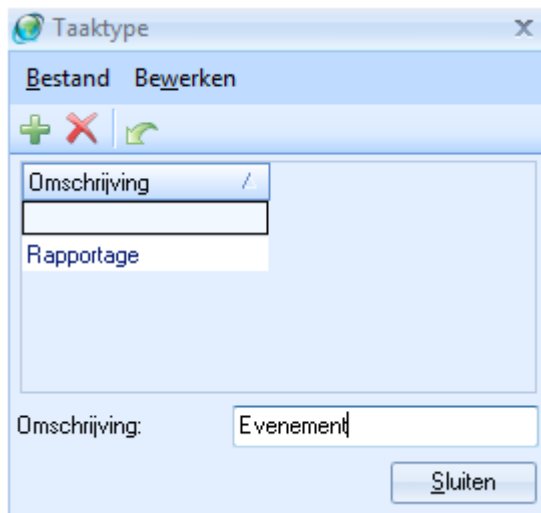 Taaktype
Bestand Bewerken
Omschrijving
Rapportage
Omschrijving: Evenement
Sluiten